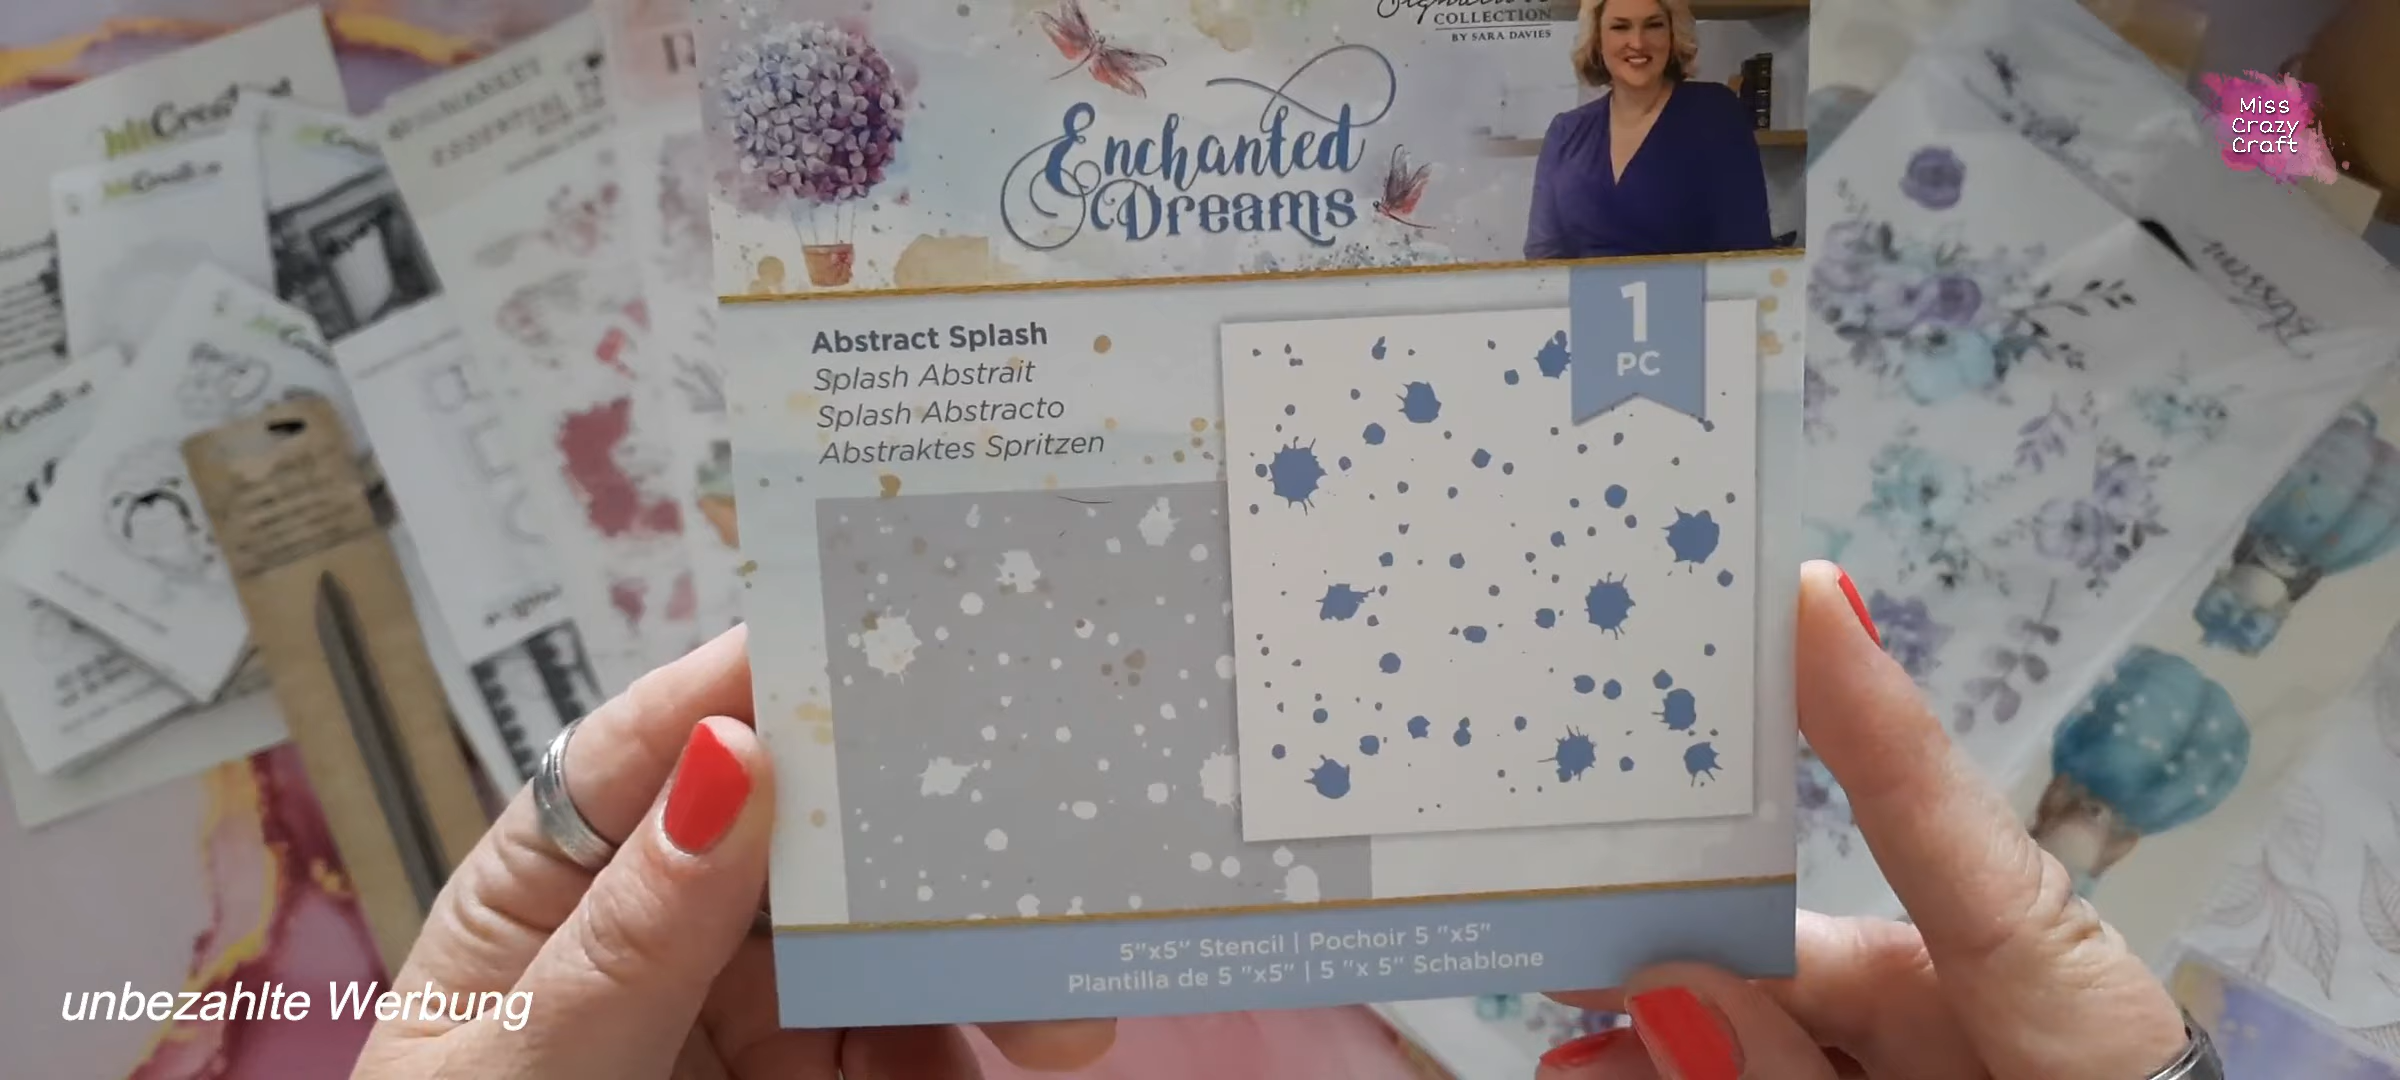 Signature
COLLECTION
BY SARA DAVIES
Enchanted
Dreams
Miss
Crazy
Craft
1
PC
Abstract Splash
Splash Abstrait
Splash Abstracto
Abstraktes Spritzen
5"x5" Stencil | Pochoir 5 "x5"
Plantilla de 5 "x5" | 5 "x 5" Schablone
unbezahlte Werbung